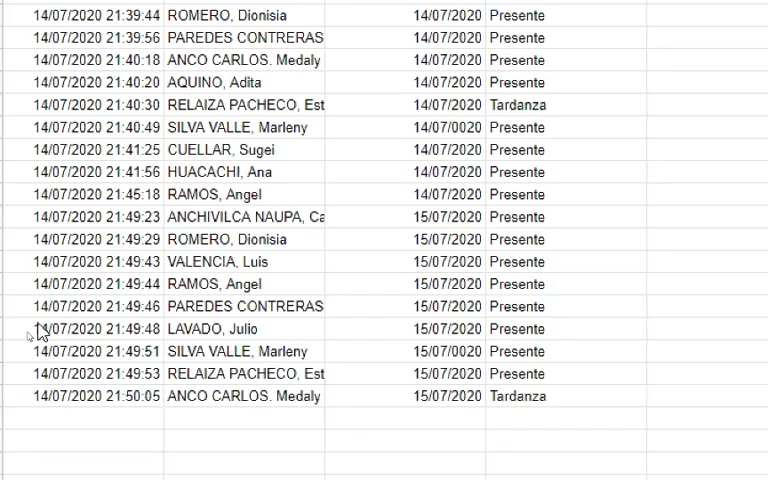 14/07/2020 21:39:44 ROMERO, Dionisia 14/07/2020 Presente
14/07/2020 21:39:56 PAREDES CONTRERAS 14/07/2020 Presente
14/07/2020 21:40:18 ANCO CARLOS. Medaly 14/07/2020 Presente
14/07/2020 21:40:20 AQUINO, Adita 14/07/2020 Presente
14/07/2020 21:40:30 RELAIZA PACHECO, Est 14/07/2020 Tardanza
14/07/2020 21:40:49 SILVA VALLE, Marleny 14/07/0020 Presente
14/07/2020 21:41:25 CUELLAR, Sugei 14/07/2020 Presente
14/07/2020 21:41:56 HUACACHI, Ana 14/07/2020 Presente
14/07/2020 21:45:18 RAMOS, Angel 14/07/2020 Presente
14/07/2020 21:49:23 ANCHIVILCA NAUPA, Ca 15/07/2020 Presente
14/07/2020 21:49:29 ROMERO, Dionisia 15/07/2020 Presente
14/07/2020 21:49:43 VALENCIA, Luis 15/07/2020 Presente
14/07/2020 21:49:44 RAMOS, Angel 15/07/2020 Presente
14/07/2020 21:49:46 PAREDES CONTRERAS 15/07/2020 Presente
14/07/2020 21:49:48 LAVADO, Julio 15/07/2020 Presente
14/07/2020 21:49:51 SILVA VALLE, Marleny 15/07/0020 Presente
14/07/2020 21:49:53 RELAIZA PACHECO, Est 15/07/2020 Presente
14/07/2020 21:50:05 ANCO CARLOS. Medaly 15/07/2020 Tardanza